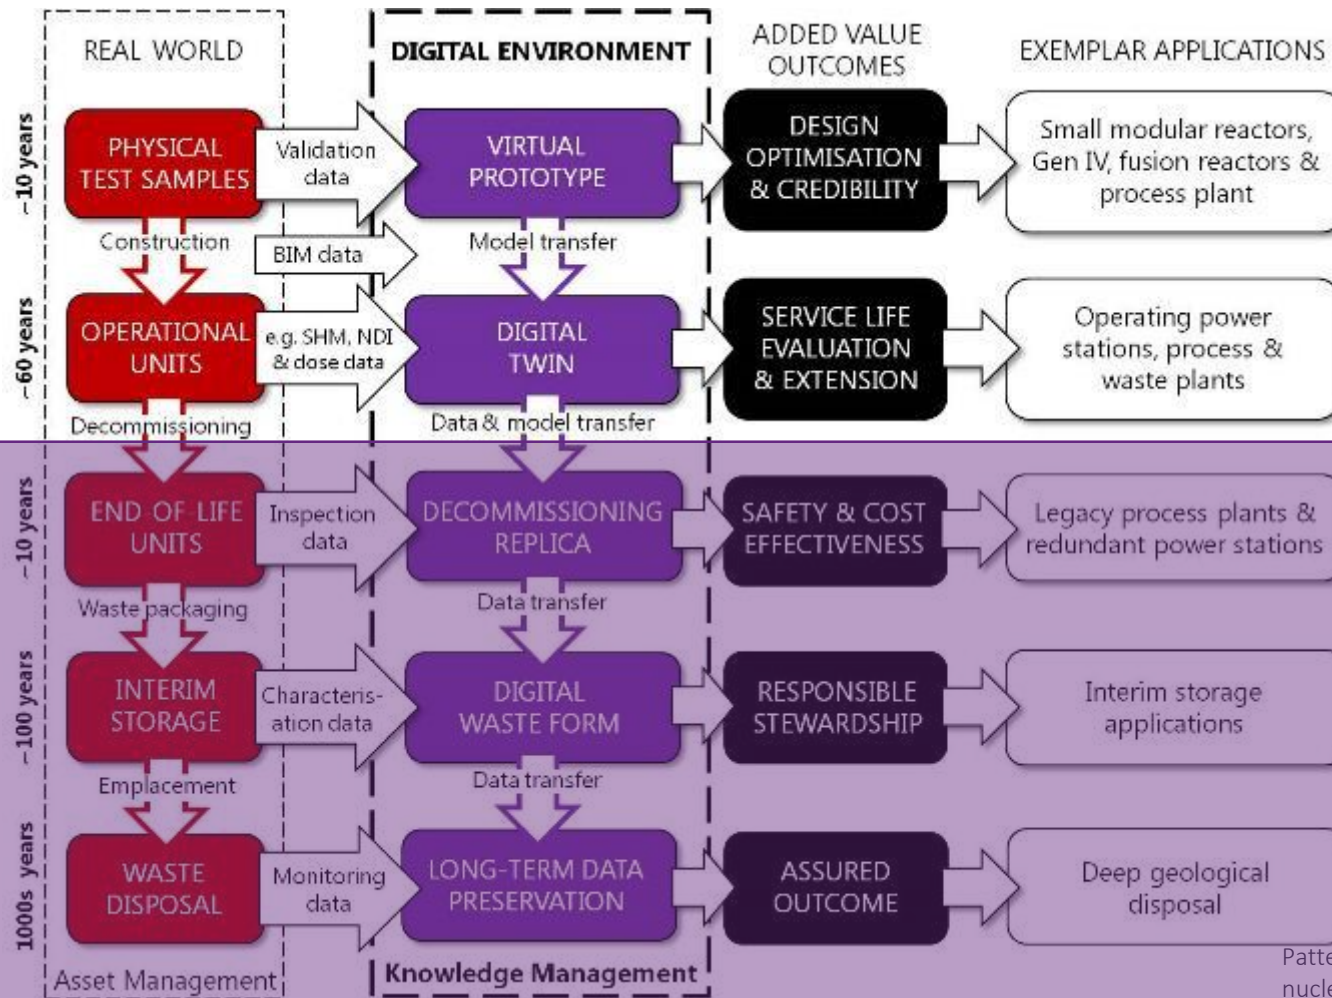 REAL WORLD
DIGITAL ENVIRONMENT
ADDED VALUE
OUTCOMES
EXEMPLAR APPLICATIONS
~10 years
PHYSICAL
TEST SAMPLES
Validation
data
VIRTUAL
PROTOTYPE
DESIGN
OPTIMISATION
& CREDIBILITY
Small modular reactors,
Gen IV, fusion reactors &
process plant
Construction
BIM data
Model transfer
~60 years
OPERATIONAL
UNITS
e.g. SHM, NDI
& dose data
DIGITAL
TWIN
SERVICE LIFE
EVALUATION
& EXTENSION
Operating power
stations, process &
waste plants
Decommissioning
Data & model transfer
~10 years
END-OF-LIFE
UNITS
Inspection
data
DECOMMISSIONING
REPLICA
SAFETY & COST
EFFECTIVENESS
Legacy process plants &
redundant power stations
Waste packaging
Data transfer
~100 years
INTERIM
STORAGE
Characteris-
ation data
DIGITAL
WASTE FORM
RESPONSIBLE
STEWARDSHIP
Interim storage
applications
Emplacement
Data transfer
1000s years
WASTE
DISPOSAL
Monitoring
data
LONG-TERM DATA
PRESERVATION
ASSURED
OUTCOME
Deep geological
disposal
Asset Management
Knowledge Management
Patte
nucle